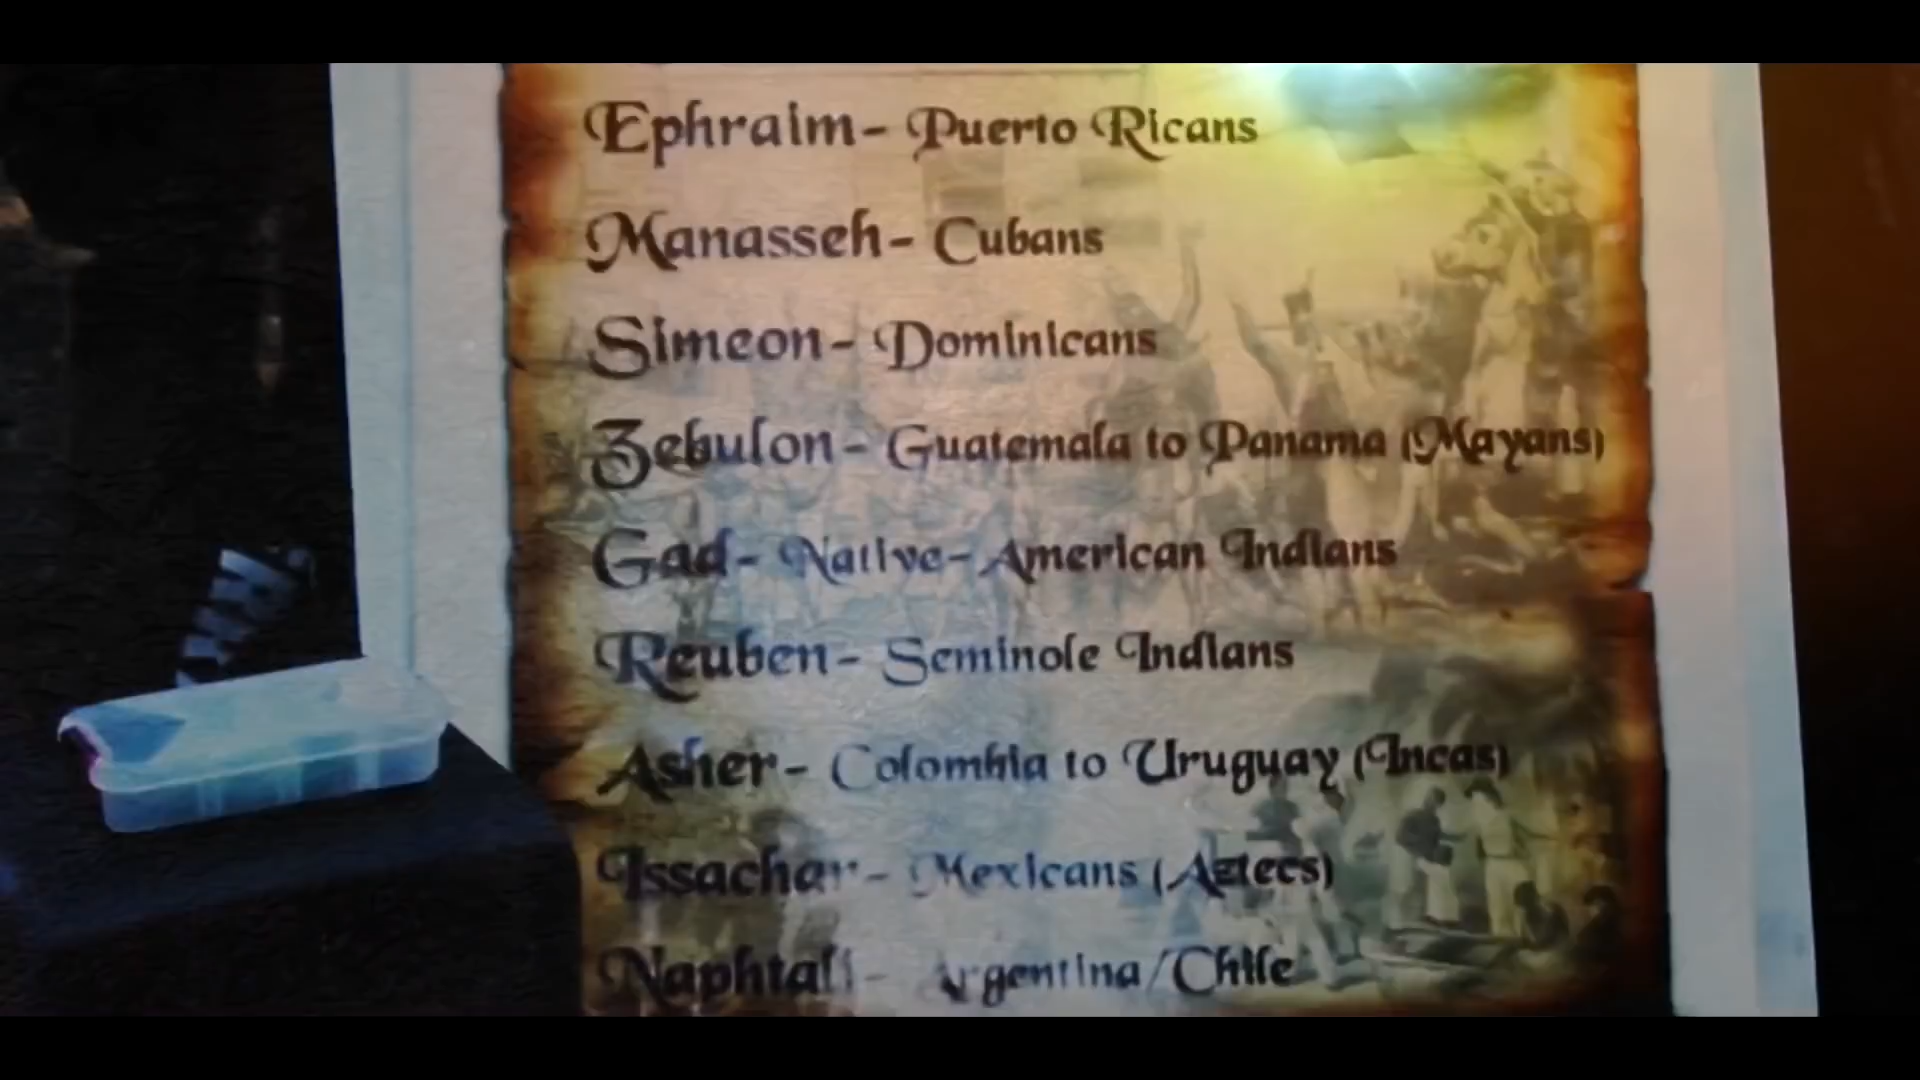 Ephraim- Puerto Ricans
Manasseh- Cubans
Simeon- Dominicans
Zebulon- Guatemala to Panama (Mayans)
Gad- Native-American Indians
Reuben- Seminole Indians
Asher- Colombia to Uruguay (Incas)
Issachar- Mexicans (Aztecs)
Naphtali- Argentina/Chile